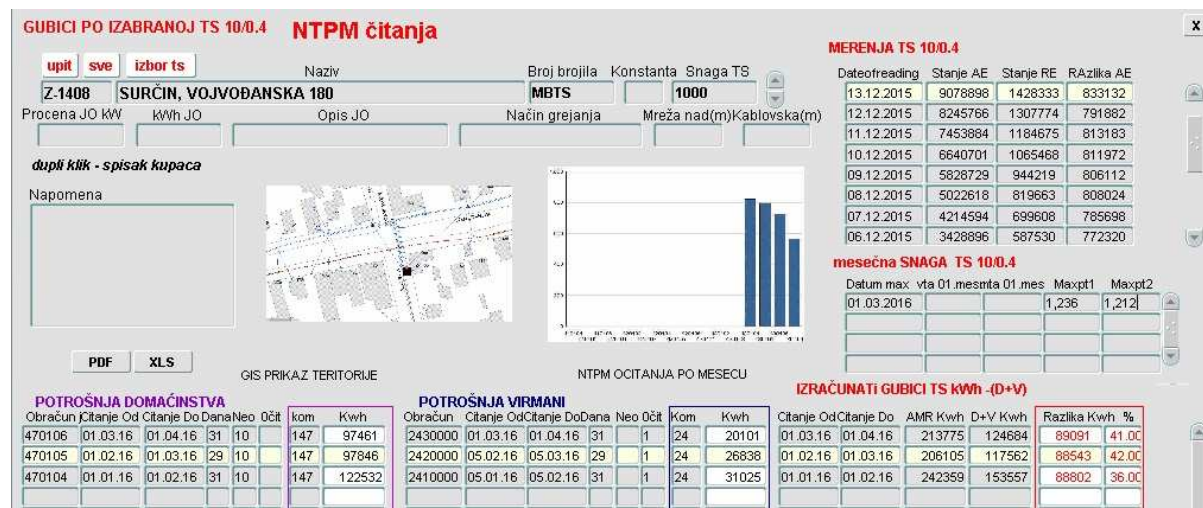 GUBICI PO IZABRANOJ TS 10/0.4 NTPM čitanja X
upit sve izbor ts
Naziv Broj brojila Konstanta Snaga TS
Z-1408 SURČIN, VOJVOĐANSKA 180 MBTS 1000
Procena JO kW kWh JO Opis JO Način grejanja Mreža nad(m) Kablovska(m)
dupli klik - spisak kupaca
Napomena
PDF XLS
GIS PRIKAZ TERITORIJE
NTPM OCITANJA PO MESECU
MERENJA TS 10/0.4
Dateofreading Stanje AE Stanje RE RAzlika AE
13.12.2015 9078898 1428333 833132
12.12.2015 8245766 1307774 791882
11.12.2015 7453884 1184675 813183
10.12.2015 6640701 1065468 811972
09.12.2015 5828729 944219 806112
08.12.2015 5022618 819663 808024
07.12.2015 4214594 699608 785698
06.12.2015 3428896 587530 772320
mesečna SNAGA TS 10/0.4
Datum max vta 01.mesmta 01.mes Maxpt1 Maxpt2
01.03.2016 1,236 1,212
POTROŠNJA DOMAĆINSTVA
Obračun jČitanje Od Citanje Do Dana Neo Očit kom Kwh
470106 01.03.16 01.04.16 31 10 147 97461
470105 01.02.16 01.03.16 29 10 147 97846
470104 01.01.16 01.02.16 31 10 147 122532
POTROŠNJA VIRMANI
Obračun Citanje Od Citanje Do Dana Neo Očit Kom Kwh
2430000 01.03.16 01.04.16 31 1 24 20101
2420000 05.02.16 05.03.16 29 1 24 26838
2410000 05.01.16 05.02.16 31 1 24 31025
IZRAČUNATi GUBICI TS kWh -(D+V)
Citanje Od Citanje Do AMR Kwh D+V Kwh Razlika Kwh %
01.03.16 01.04.16 213775 124684 89091 41.00
01.02.16 01.03.16 206105 117562 88543 42.00
01.01.16 01.02.16 242359 153557 88802 36.00